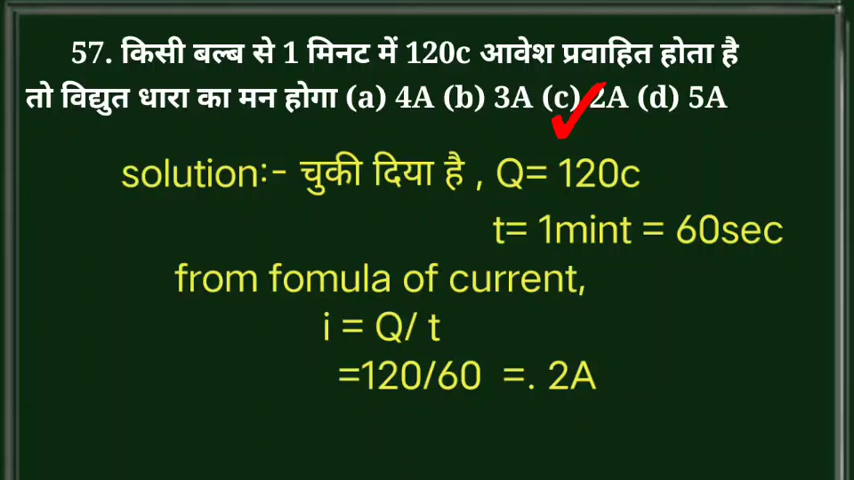 57. किसी बल्ब से 1 मिनट में 120c आवेश प्रवाहित होता है
तो विद्युत धारा का मन होगा (a) 4A (b) 3A (c) 2A (d) 5A
solution:- चुकी दिया है , Q= 120c
t= 1mint = 60sec
from fomula of current,
i = Q/ t
=120/60 =. 2A